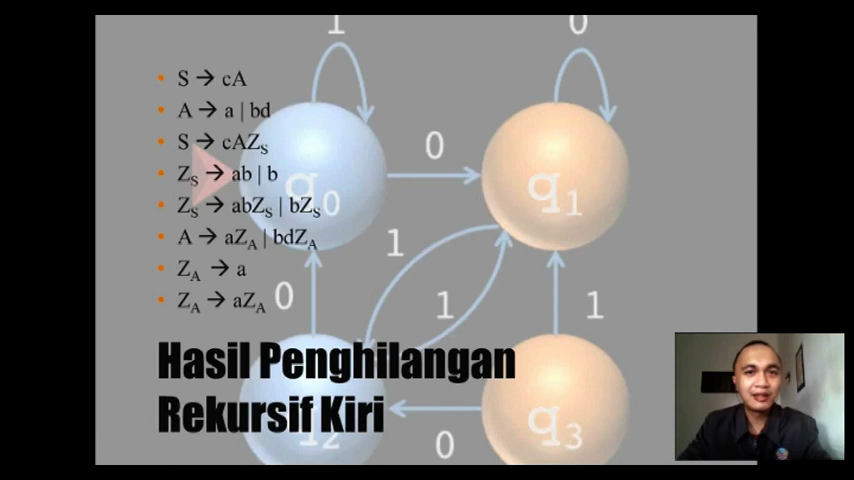 1
0
S → cA
A → a | bd
S → cAZS
0
ZS → ab | b
q0
q1
ZS → abZS | bZS
A → aZA | bdZA
1
ZA → a
ZA → aZA
0
1
1
Hasil Penghilangan
Rekursif Kiri
q3
0